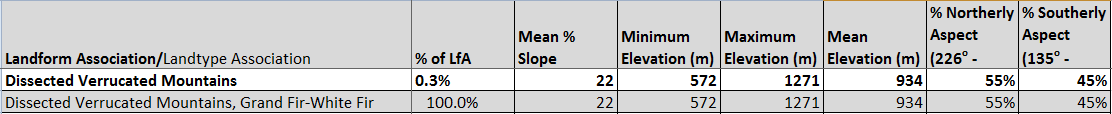 % Northerly % Southerly
Mean % Minimum Maximum Mean Aspect Aspect
Landform Association/Landtype Association % of LfA Slope Elevation (m) Elevation (m) Elevation (m) (226° - (135° -
Dissected Verrucated Mountains 0.3% 22 572 1271 934 55% 45%
Dissected Verrucated Mountains, Grand Fir-White Fir 100.0% 22 572 1271 934 55% 45%